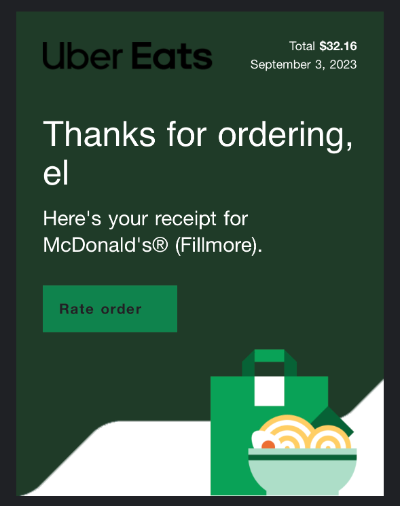 Uber Eats
Total $32.16
September 3, 2023
Thanks for ordering,
el
Here's your receipt for
McDonald's® (Fillmore).
Rate order